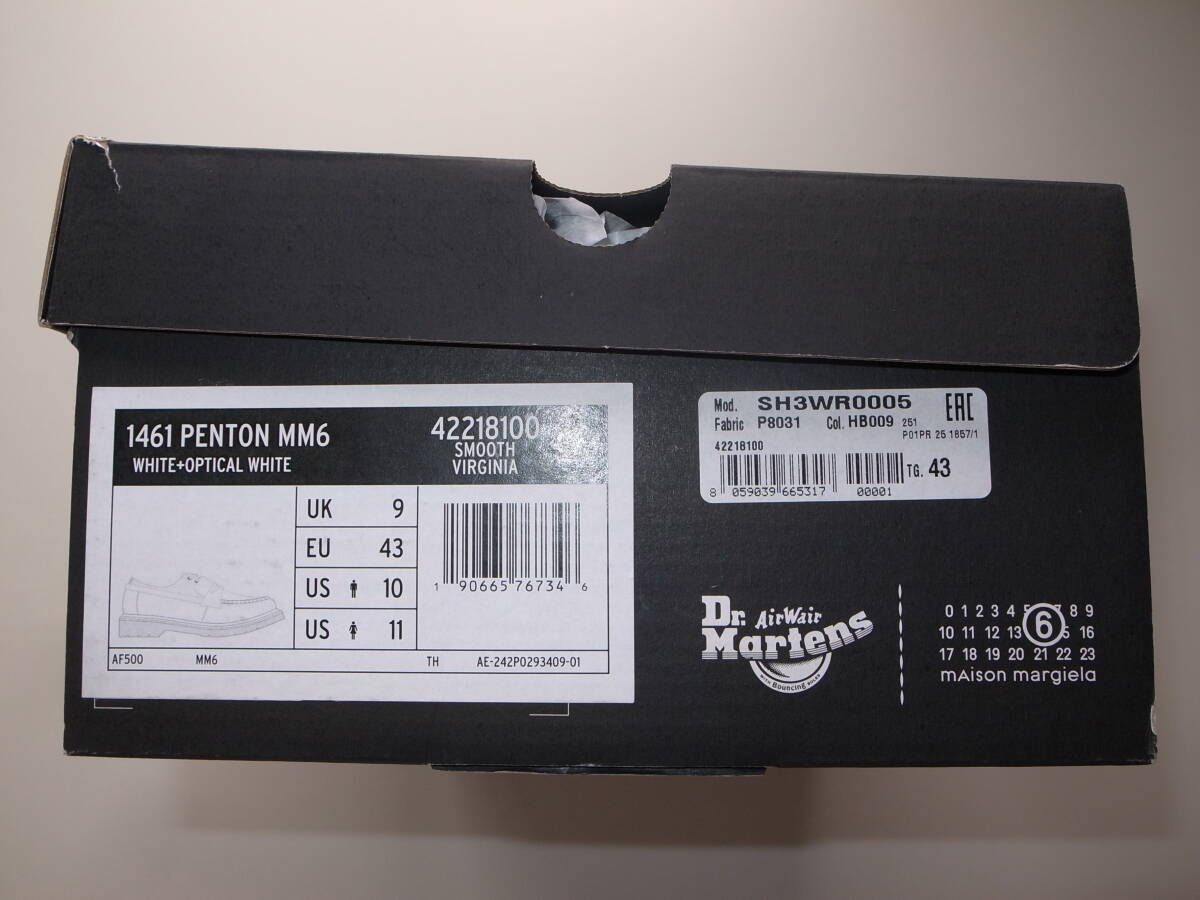 1461 PENTON MM6
WHITE+OPTICAL WHITE
42218100
SMOOTH
VIRGINIA
UK 9
EU 43
US 10
US 11
1 90665 76734 6
AF500 MM6 TH AE-242P0293409-01
Mod. SH3WR0005 EAC
Fabric P8031 Col. HB009 251
P01PR 25 1857/1
42218100
TG. 43
8 059039 665317 00001
Dr. AirWair
Martens
WITH Bouncing SOLES
0 1 2 3 4 5 6 7 8 9
10 11 12 13 15 16
17 18 19 20 21 22 23
mAison margiela